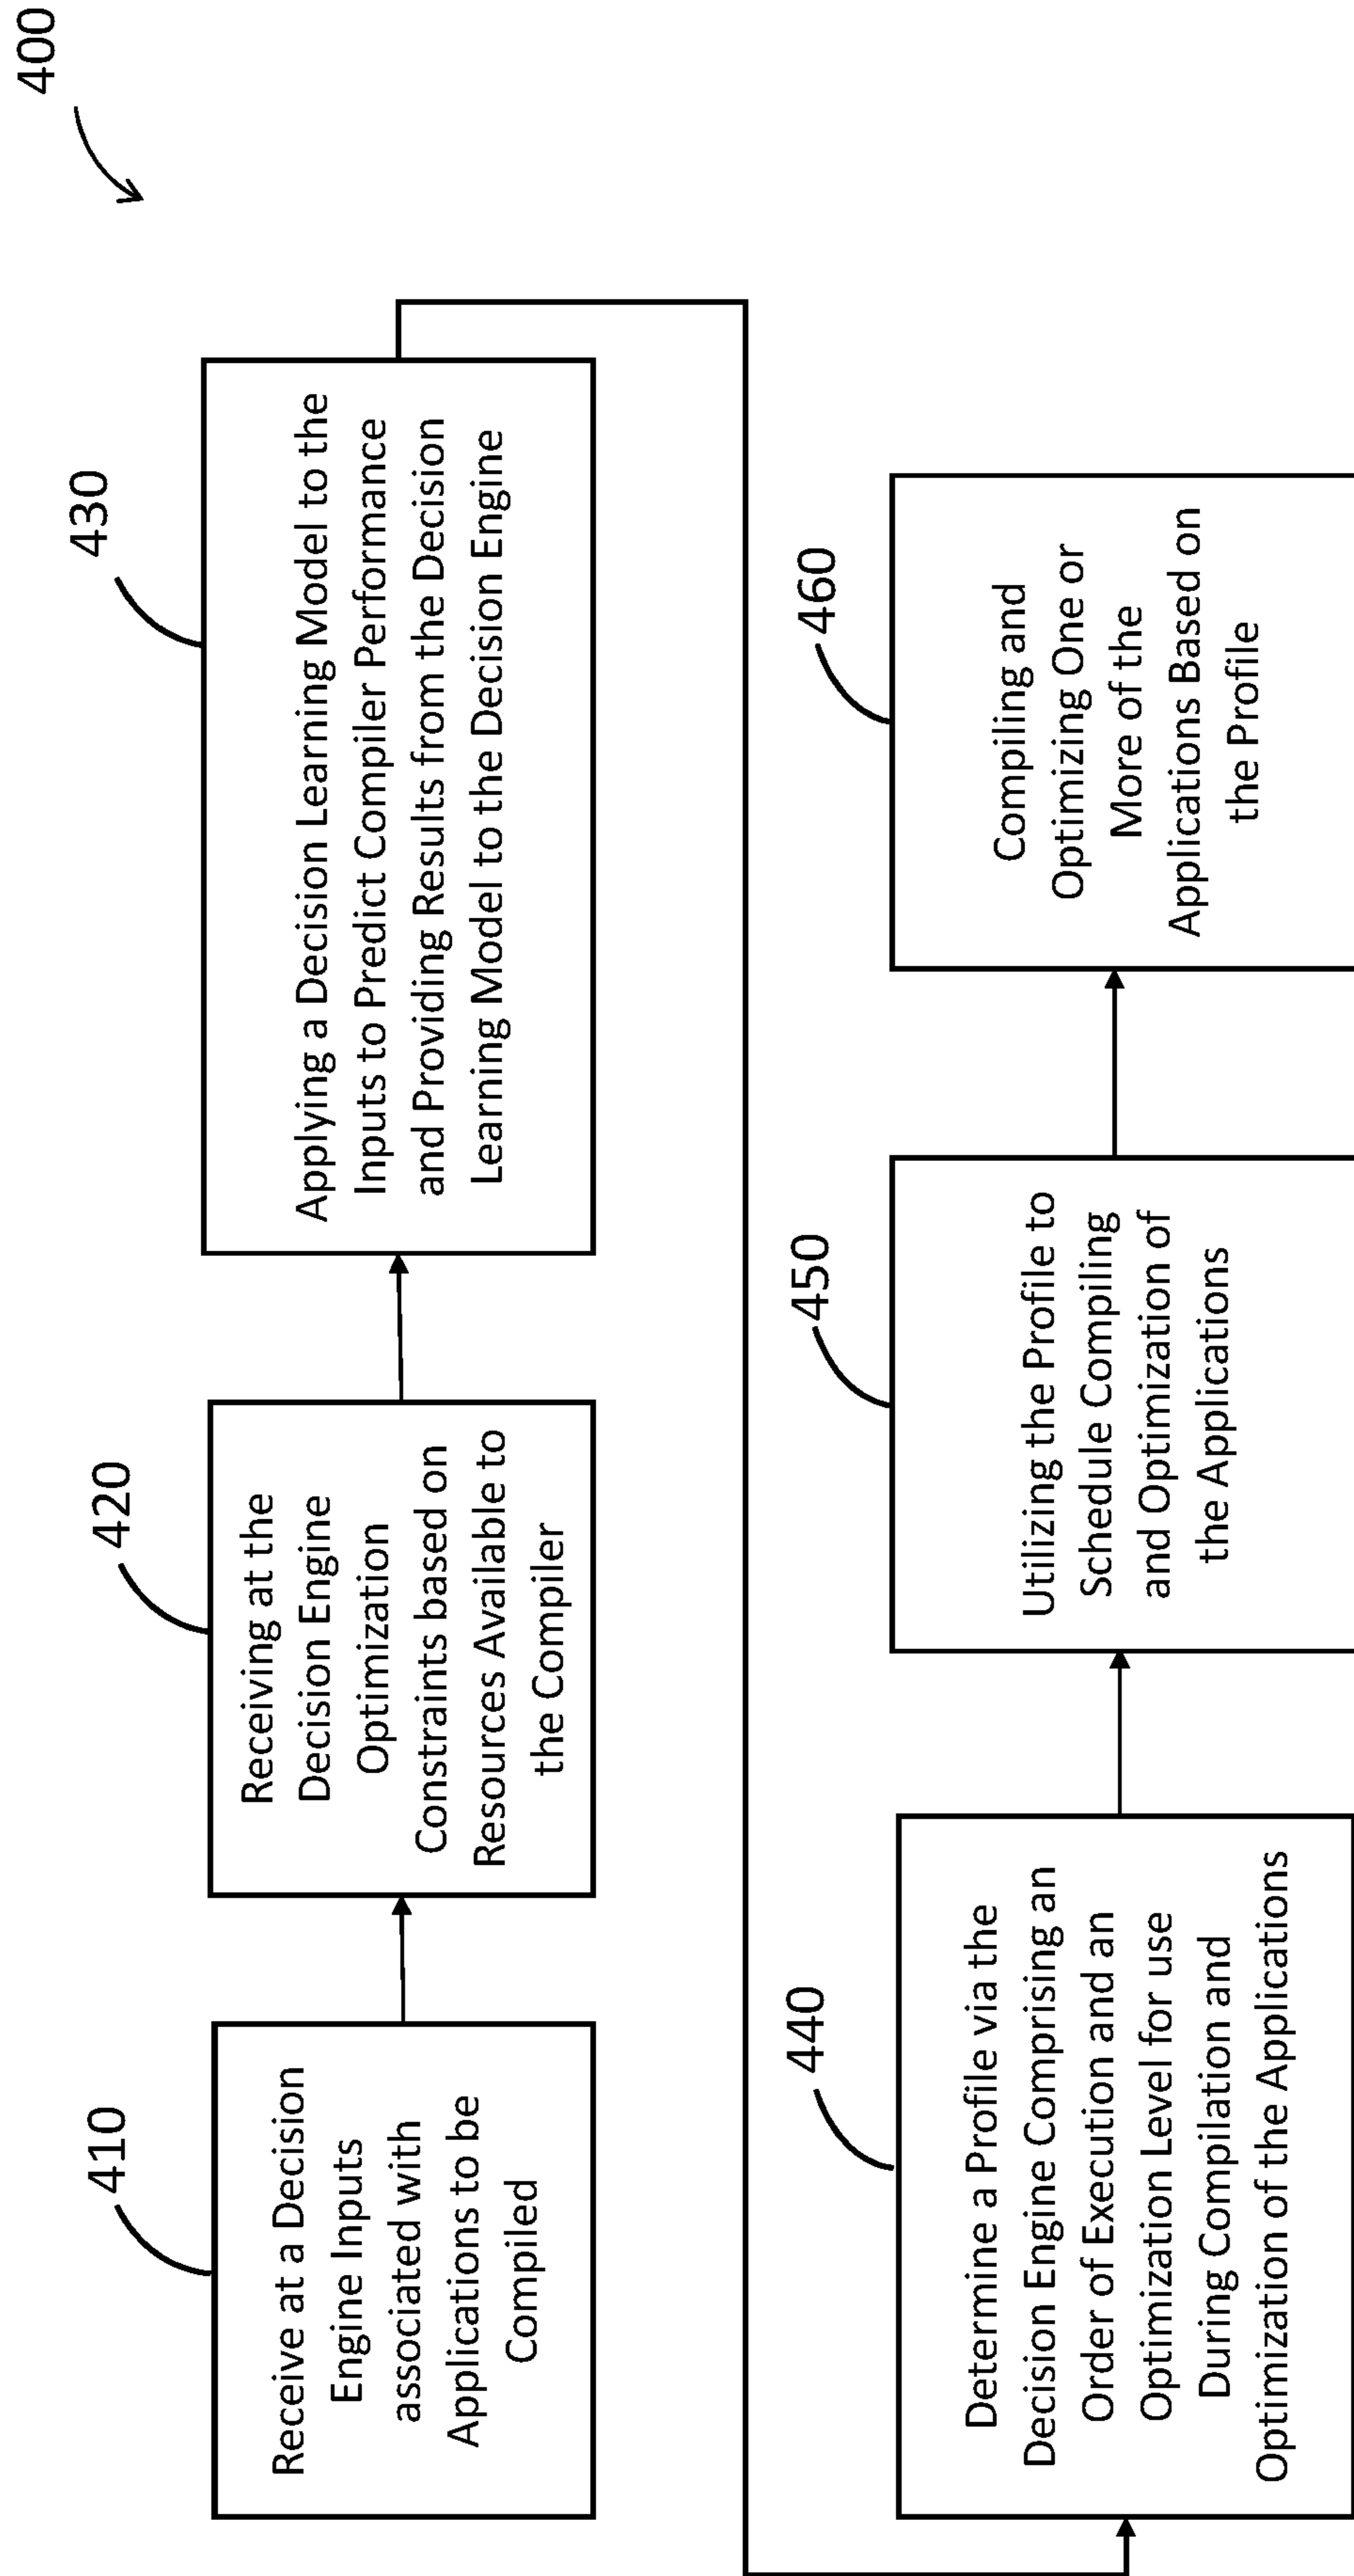 400
410
Receive at a Decision
Engine Inputs
associated with
Applications to be
Compiled
420
Receiving at the
Decision Engine
Optimization
Constraints based on
Resources Available to
the Compiler
430
Applying a Decision Learning Model to the
Inputs to Predict Compiler Performance
and Providing Results from the Decision
Learning Model to the Decision Engine
440
Determine a Profile via the
Decision Engine Comprising an
Order of Execution and an
Optimization Level for use
During Compilation and
Optimization of the Applications
450
Utilizing the Profile to
Schedule Compiling
and Optimization of
the Applications
460
Compiling and
Optimizing One or
More of the
Applications Based on
the Profile